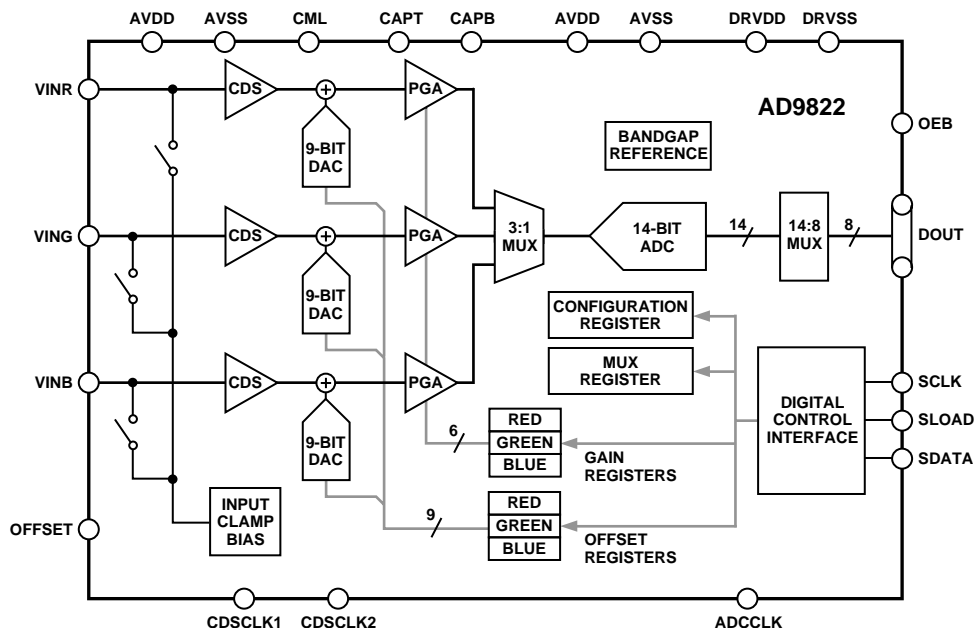 AVDD AVSS CML CAPT CAPB AVDD AVSS DRVDD DRVSS
VINR
CDS
+
PGA
AD9822
9-BIT
DAC
BANDGAP
REFERENCE
OEB
VING
CDS
+
PGA
3:1
MUX
14-BIT
ADC
14
14:8
MUX
8
DOUT
9-BIT
DAC
CONFIGURATION
REGISTER
MUX
REGISTER
VINB
CDS
+
PGA
DIGITAL
CONTROL
INTERFACE
SCLK
SLOAD
SDATA
9-BIT
DAC
6
RED
GREEN
BLUE
GAIN
REGISTERS
OFFSET
INPUT
CLAMP
BIAS
9
RED
GREEN
BLUE
OFFSET
REGISTERS
CDSCLK1 CDSCLK2 ADCCLK